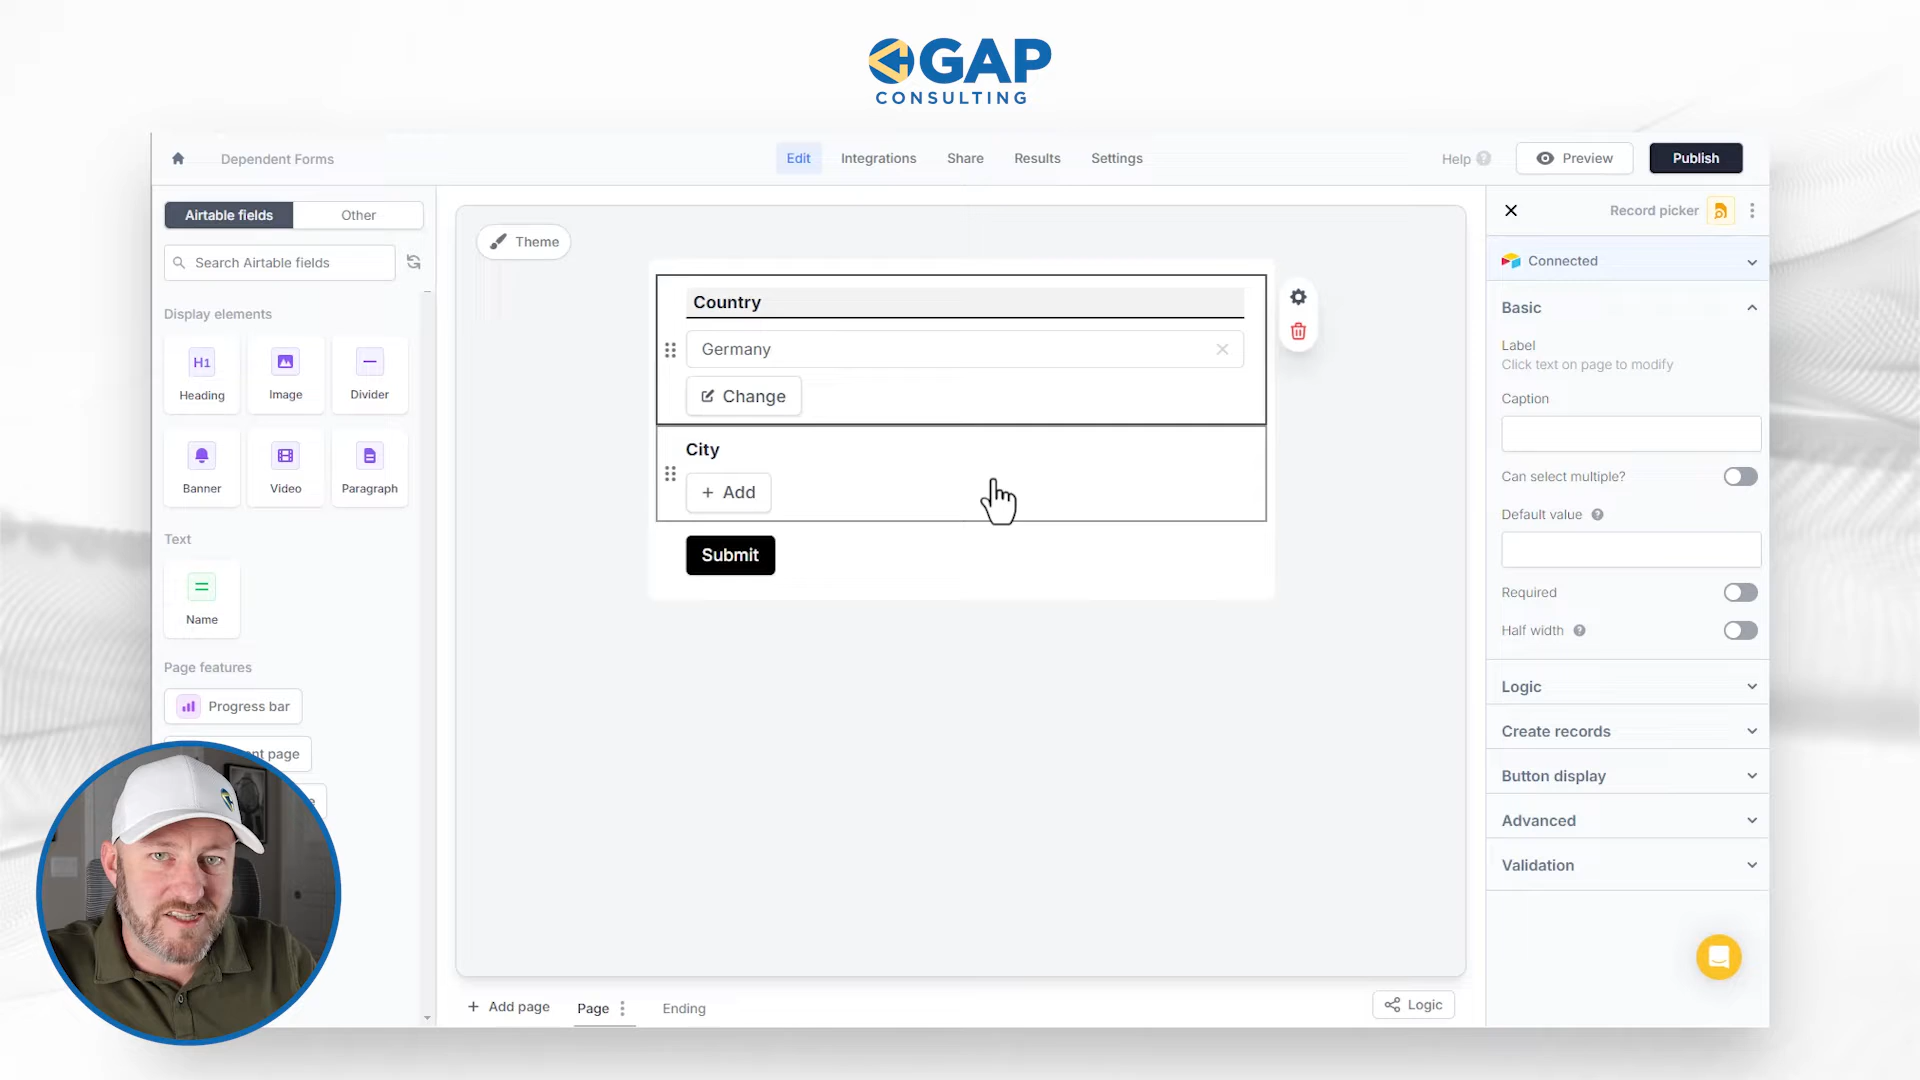 GAP
CONSULTING
Dependent Forms
Edit
Integrations
Share
Results
Settings
Help
Preview
Publish
Airtable fields
Other
Search Airtable fields
Display elements
H1
Heading
Image
Divider
Banner
Video
Paragraph
Text
Name
Page features
Progress bar
page
Theme
Country
Germany
Change
City
+ Add
Submit
+ Add page
Page
Ending
Logic
Record picker
Connected
Basic
Label
Click text on page to modify
Caption
Can select multiple?
Default value
Required
Half width
Logic
Create records
Button display
Advanced
Validation